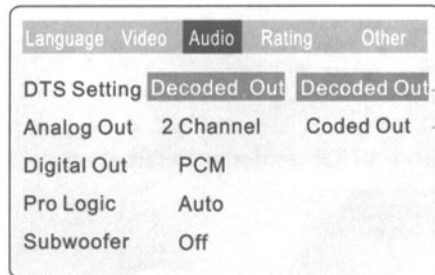 Language Video Audio Rating Other
DTS Setting Decoded Out Decoded Out
Analog Out 2 Channel Coded Out
Digital Out PCM
Pro Logic Auto
Subwoofer Off